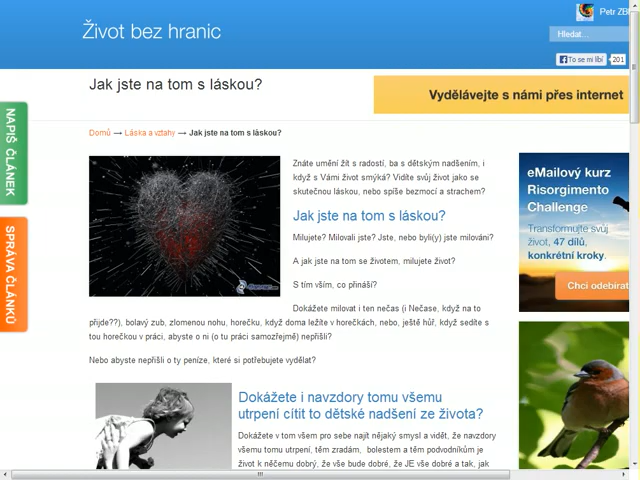 Život bez hranic
Petr ZBI
Hledat...
To se mi líbí
201
Jak jste na tom s láskou?
Vydělávejte s námi přes internet
NAPIŠ ČLÁNEK
SPRÁVA ČLÁNKŮ
Domů → Láska a vztahy → Jak jste na tom s láskou?
Znáte umění žít s radostí, ba s dětským nadšením, i
když s Vámi život smýká? Vidíte svůj život jako se
skutečnou láskou, nebo spíše bezmocí a strachem?
Jak jste na tom s láskou?
Milujete? Milovali jste? Jste, nebo byli(y) jste milováni?
A jak jste na tom se životem, milujete život?
S tím vším, co přináší?
Dokážete milovat i ten nečas (i Nečase, když na to
přijde??), bolavý zub, zlomenou nohu, horečku, když doma ležíte v horečkách, nebo, ještě hůř, když sedíte s
tou horečkou v práci, abyste o ni (o tu práci samozřejmě) nepřišli?
Nebo abyste nepřišli o ty peníze, které si potřebujete vydělat?
eMailový kurz
Risorgimento
Challenge
Transformujte svůj
život, 47 dílů,
konkrétní kroky.
Chci odebírat
Dokážete i navzdory tomu všemu
utrpení cítit to dětské nadšení ze života?
Dokážete v tom všem pro sebe najít nějaký smysl a vidět, že navzdory
všemu tomu utrpení, těm zradám, bolestem a těm podvodníkům je
život k něčemu dobrý, že vše bude dobré, že JE vše dobré a tak, jak